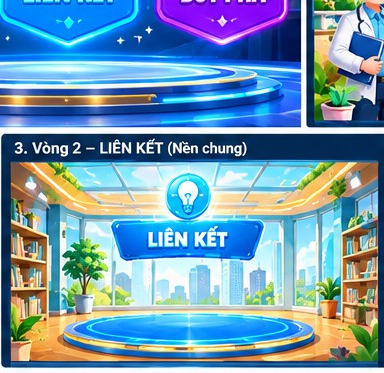 3. Vòng 2 – LIÊN KẾT (Nền chung)
LIÊN KẾT